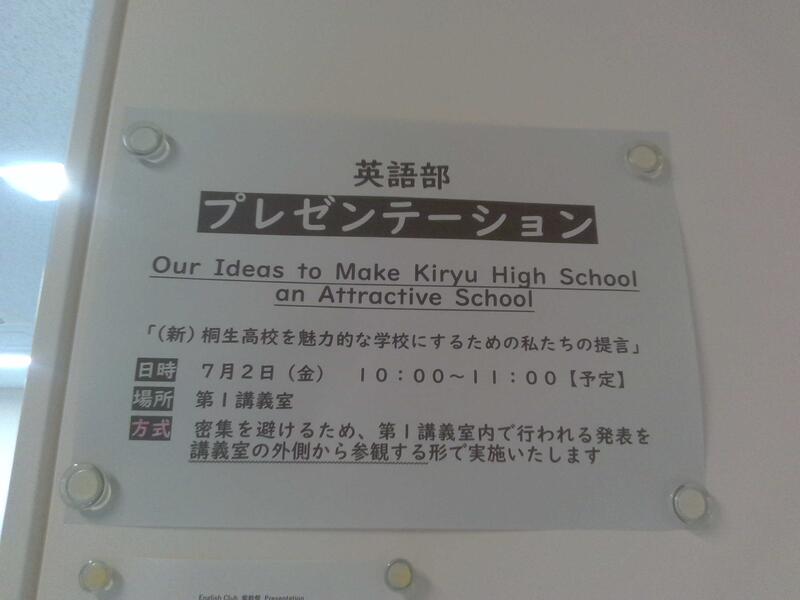 英語部
プレゼンテーション
Our Ideas to Make Kiryu High School
an Attractive School
「(新)桐生高校を魅力的な学校にするための私たちの提言」
日時 7月2日(金) 10:00～11:00【予定】
場所 第1講義室
方式 密集を避けるため、第1講義室内で行われる発表を
講義室の外側から参観する形で実施いたします
English Club Presentation